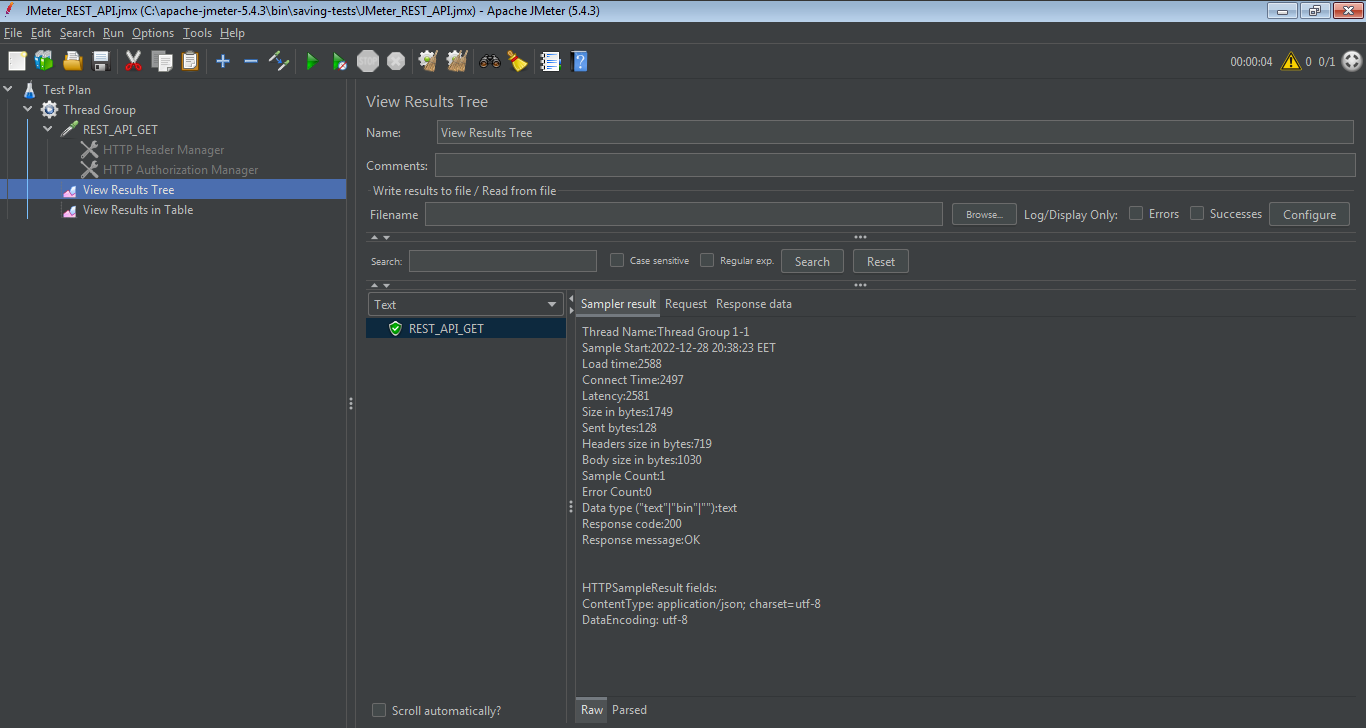 JMeter_REST_API.jmx (C:\apache-jmeter-5.4.3\bin\saving-tests\JMeter_REST_API.jmx) - Apache JMeter (5.4.3)
File Edit Search Run Options Tools Help
STOP
00:00:04 0 0/1
Test Plan
Thread Group
REST_API_GET
HTTP Header Manager
HTTP Authorization Manager
View Results Tree
View Results in Table
View Results Tree
Name: View Results Tree
Comments:
Write results to file / Read from file
Filename Browse... Log/Display Only: Errors Successes Configure
Search: Case sensitive Regular exp. Search Reset
Text
REST_API_GET
Scroll automatically?
Sampler result Request Response data
Thread Name:Thread Group 1-1
Sample Start:2022-12-28 20:38:23 EET
Load time:2588
Connect Time:2497
Latency:2581
Size in bytes:1749
Sent bytes:128
Headers size in bytes:719
Body size in bytes:1030
Sample Count:1
Error Count:0
Data type ("text"|"bin"|""):text
Response code:200
Response message:OK
HTTPSampleResult fields:
ContentType: application/json; charset=utf-8
DataEncoding: utf-8
Raw Parsed